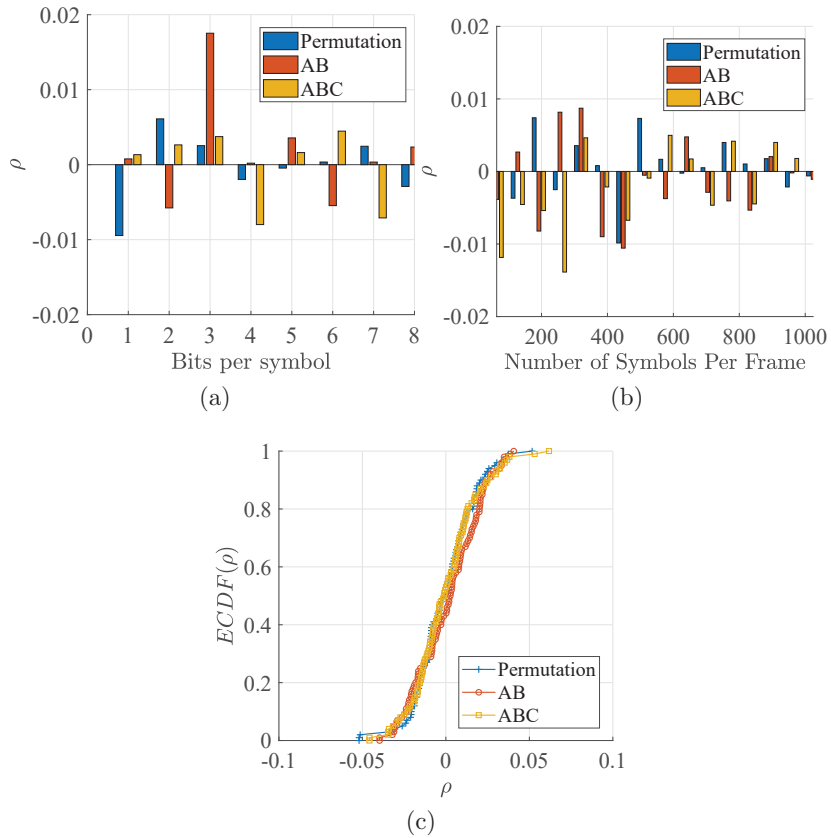 0.02
0.01
0
-0.01
-0.02
ρ
Permutation
AB
ABC
0 1 2 3 4 5 6 7 8
Bits per symbol
(a)
0.02
0.01
0
-0.01
-0.02
ρ
Permutation
AB
ABC
200 400 600 800 1000
Number of Symbols Per Frame
(b)
1
0.8
0.6
0.4
0.2
0
ECDF(ρ)
Permutation
AB
ABC
-0.1 -0.05 0 0.05 0.1
ρ
(c)